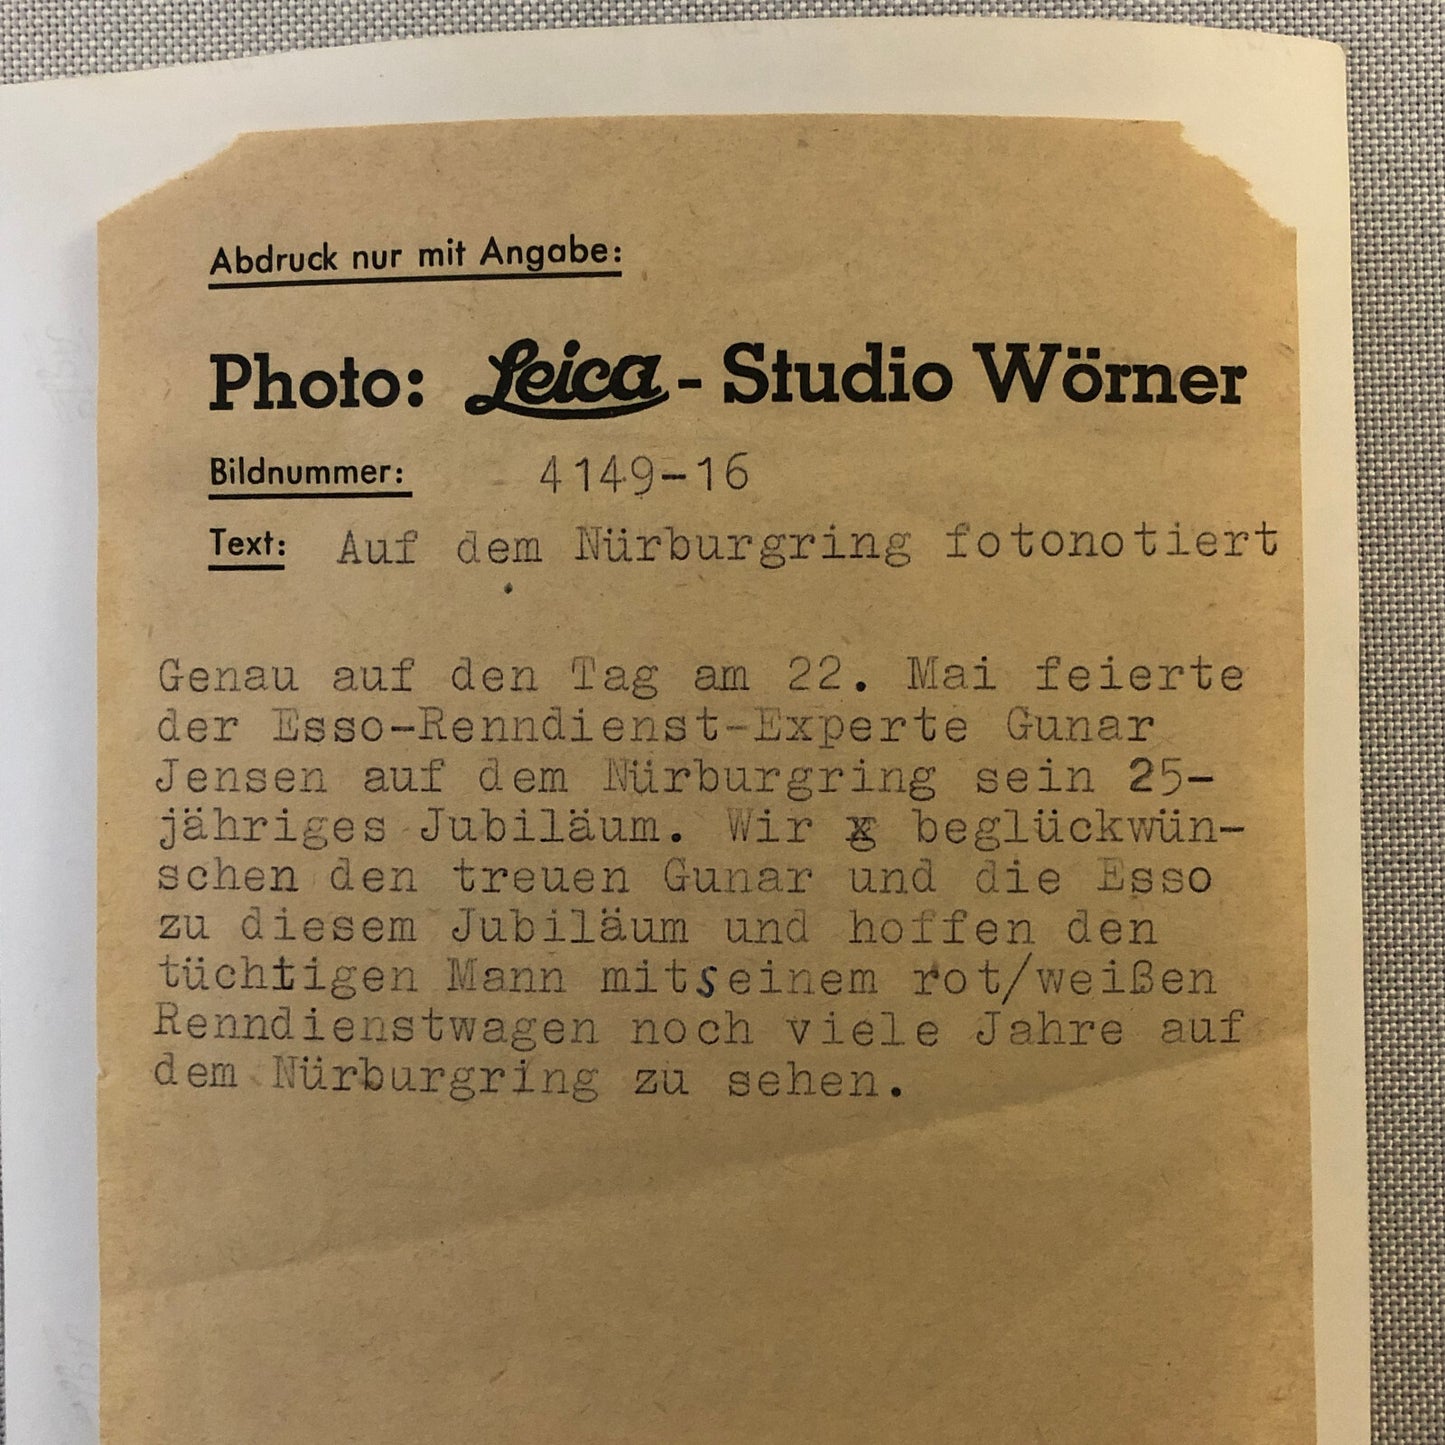 Abdruck nur mit Angabe:
Photo: Leica - Studio Wörner
Bildnummer: 4149-16
Text: Auf dem Nürburgring fotonotiert
Genau auf den Tag am 22. Mai feierte
der Esso-Renndienst-Experte Gunar
Jensen auf dem Nürburgring sein 25-
jähriges Jubiläum. Wir beglückwün-
schen den treuen Gunar und die Esso
zu diesem Jubiläum und hoffen den
tüchtigen Mann mitseinem rot/weißen
Renndienstwagen noch viele Jahre auf
dem Nürburgring zu sehen.